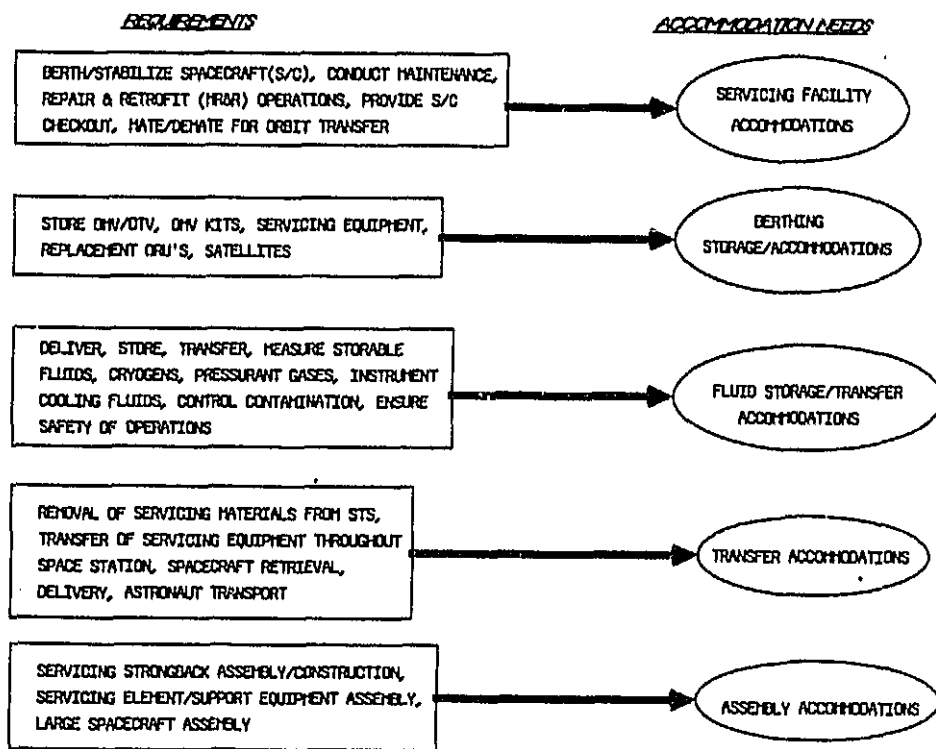 REQUIREMENTS
ACCOMMODATION NEEDS
BERTH/STABILIZE SPACECRAFT(S/C), CONDUCT MAINTENANCE,
REPAIR & RETROFIT (MR&R) OPERATIONS, PROVIDE S/C
CHECKOUT, MATE/DEMATE FOR ORBIT TRANSFER
SERVICING FACILITY
ACCOMMODATIONS
STORE OMV/OTV, OMV KITS, SERVICING EQUIPMENT,
REPLACEMENT ORU'S, SATELLITES
BERTHING
STORAGE/ACCOMMODATIONS
DELIVER, STORE, TRANSFER, MEASURE STORABLE
FLUIDS, CRYOGENS, PRESSURANT GASES, INSTRUMENT
COOLING FLUIDS, CONTROL CONTAMINATION, ENSURE
SAFETY OF OPERATIONS
FLUID STORAGE/TRANSFER
ACCOMMODATIONS
REMOVAL OF SERVICING MATERIALS FROM STS,
TRANSFER OF SERVICING EQUIPMENT THROUGHOUT
SPACE STATION, SPACECRAFT RETRIEVAL,
DELIVERY, ASTRONAUT TRANSPORT
TRANSFER ACCOMMODATIONS
SERVICING STRONGBACK ASSEMBLY/CONSTRUCTION,
SERVICING ELEMENT/SUPPORT EQUIPMENT ASSEMBLY,
LARGE SPACECRAFT ASSEMBLY
ASSEMBLY ACCOMMODATIONS